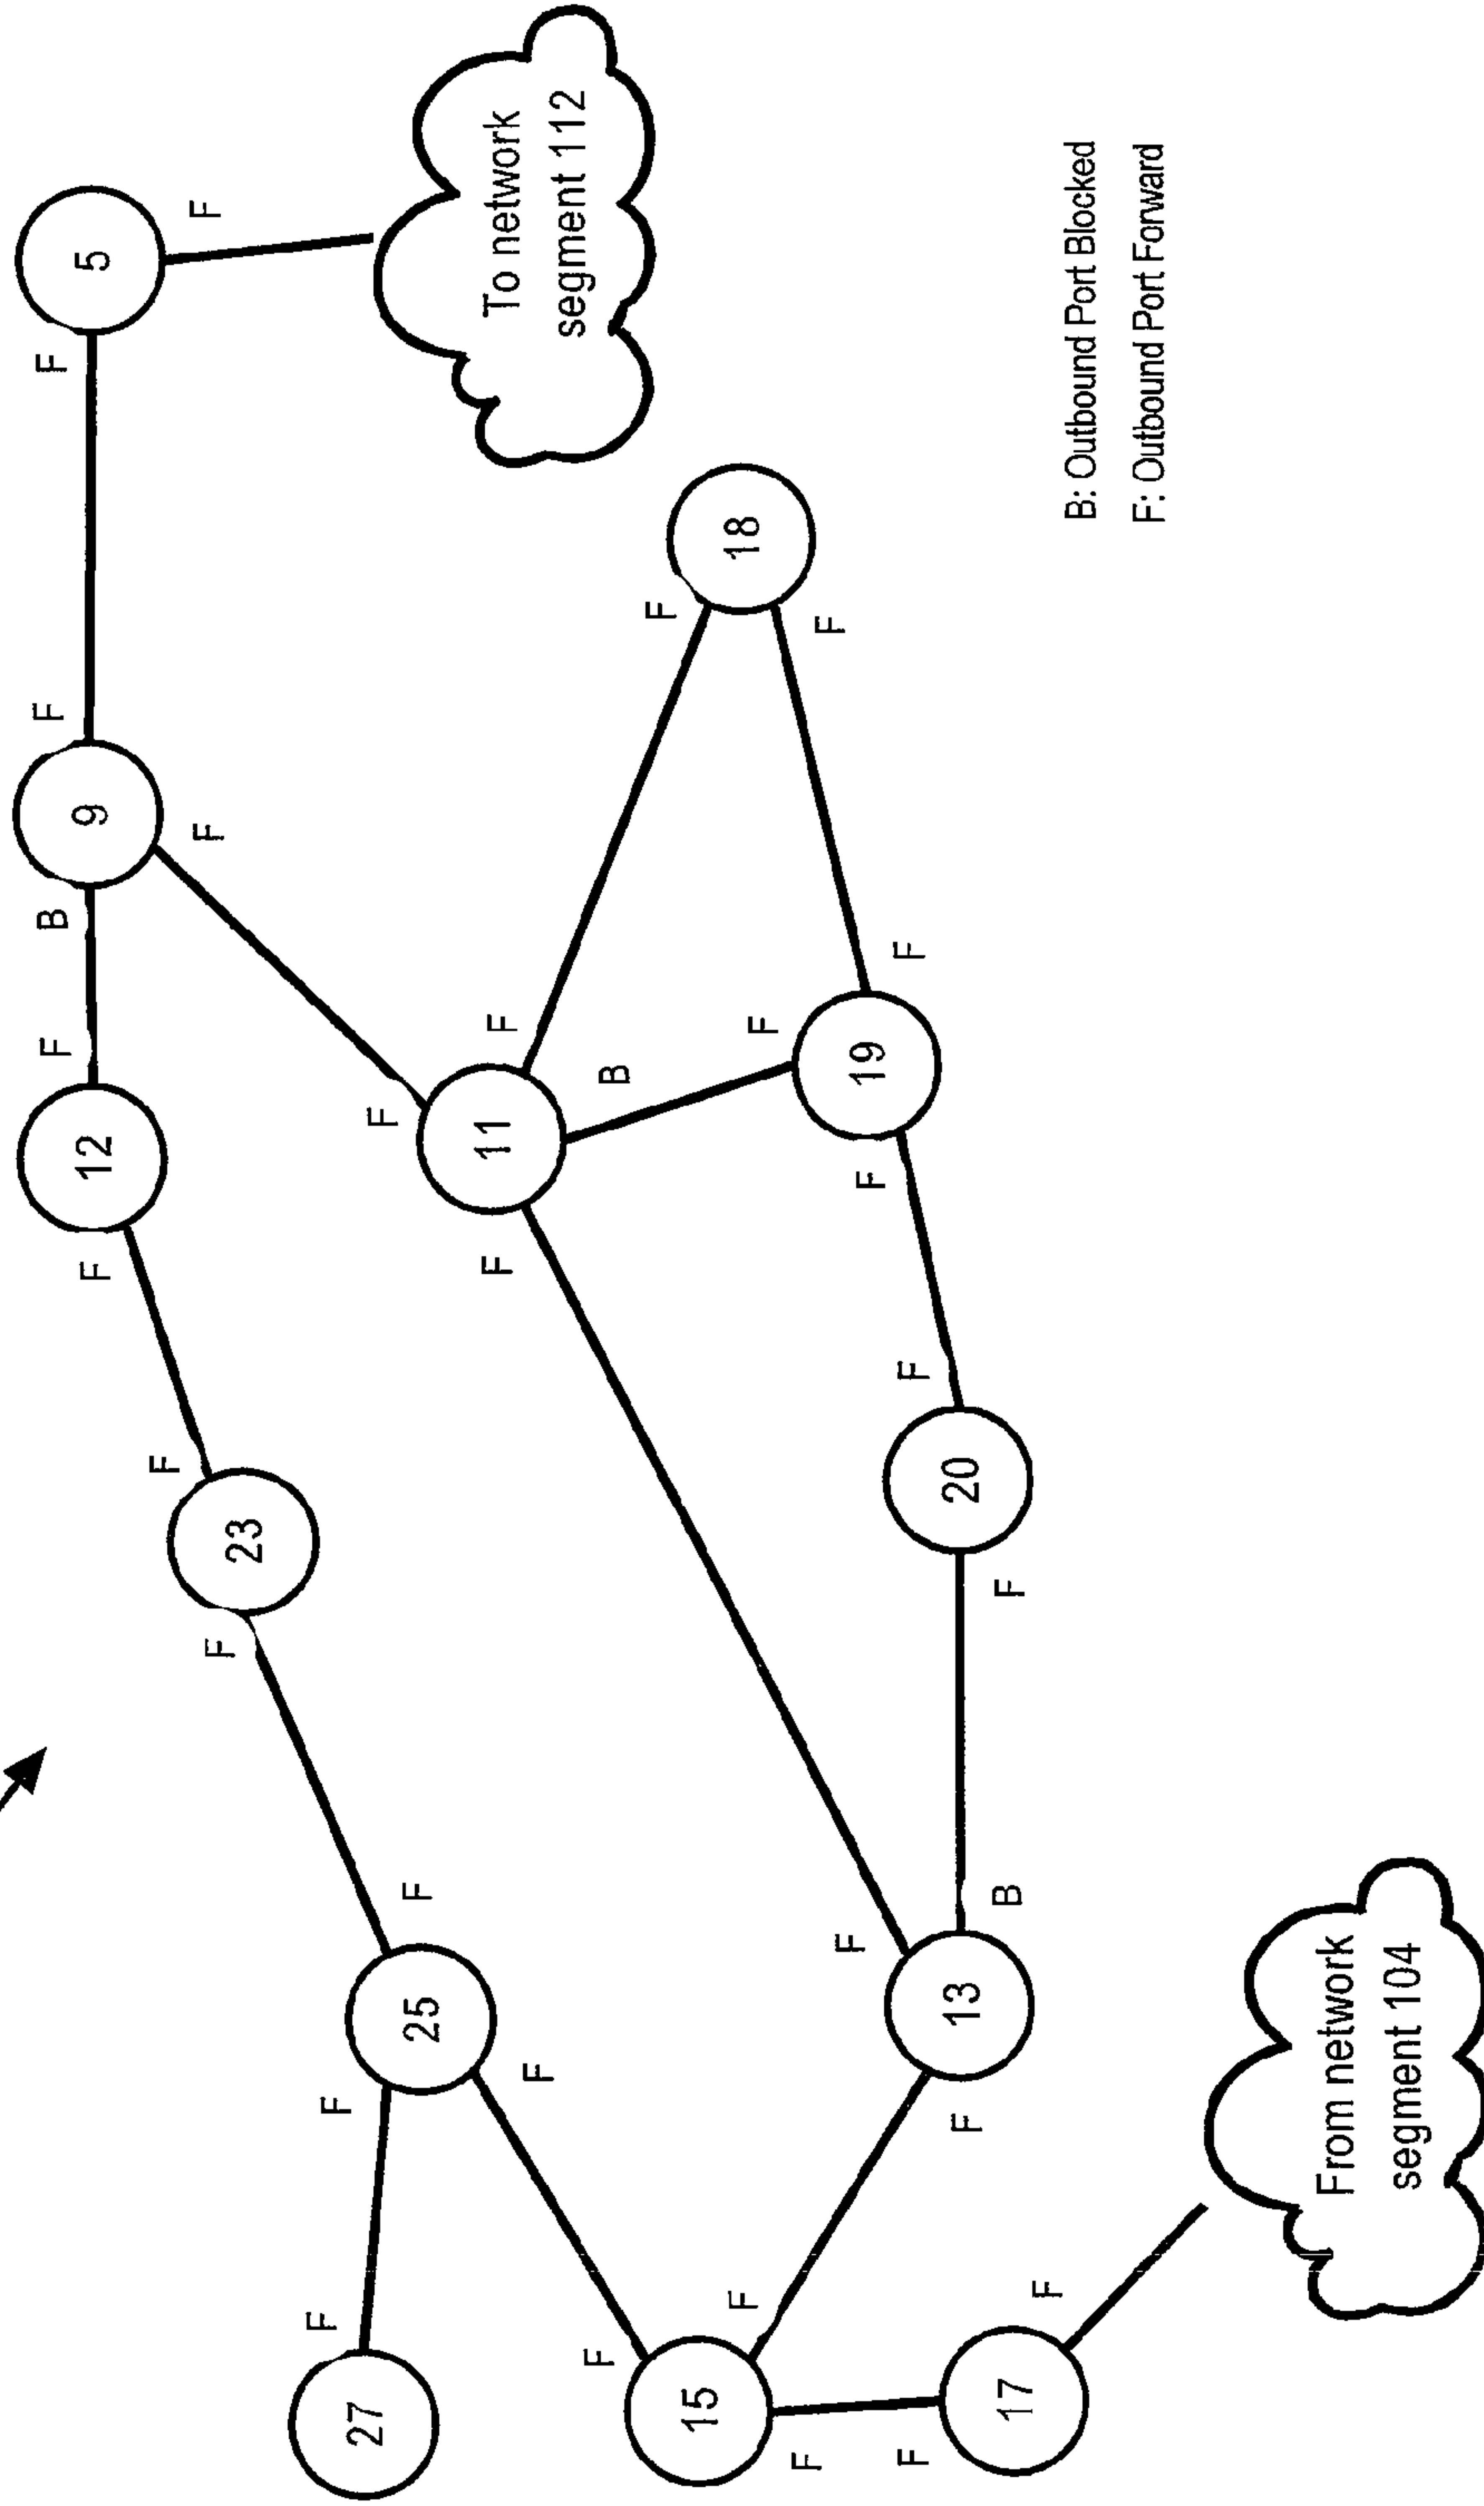 27
F
F
25
F
F
F
23
F
F
12
F
F
B
9
F
F
F
5
F
To network
segment 112
15
F
F
F
17
F
F
13
F
F
B
11
F
F
F
B
18
F
F
19
F
F
F
20
F
F
From network
segment 104
B: Outbound Port Blocked
F: Outbound Port Forward